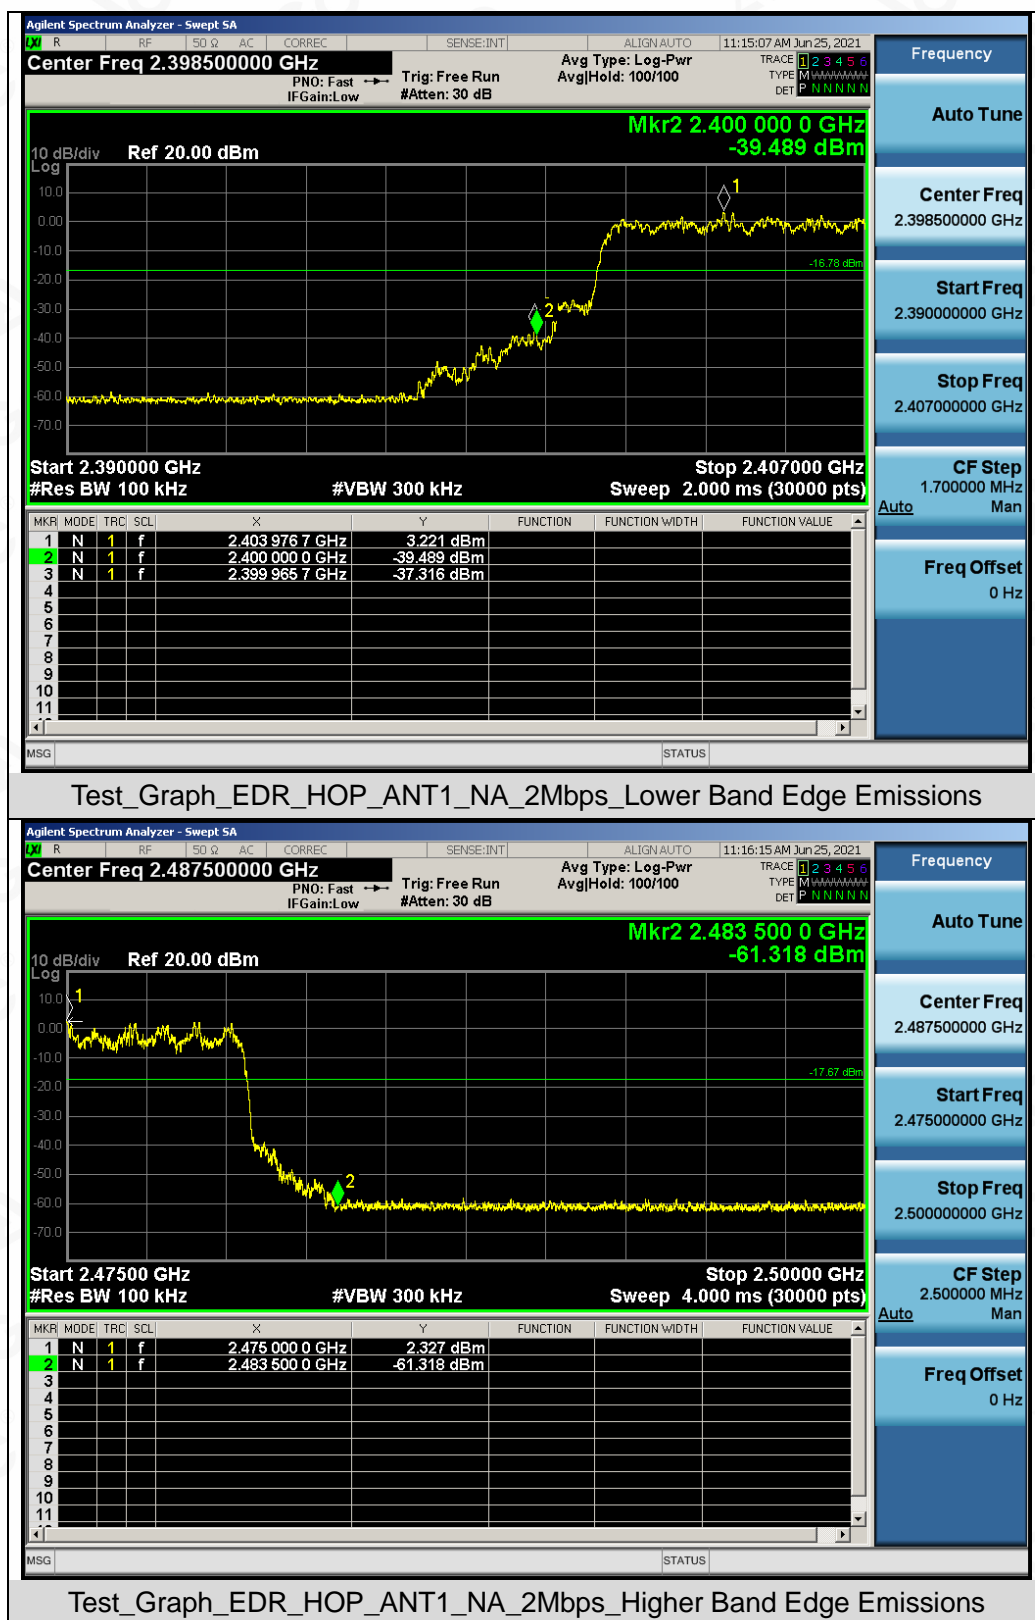 Agilent Spectrum Analyzer - Swept SA
LXI R RF 50 Ω AC CORREC SENSE:INT ALIGN AUTO 11:15:07 AM Jun 25, 2021
Center Freq 2.398500000 GHz
PNO: Fast
IFGain:Low
Trig: Free Run
#Atten: 30 dB
Avg Type: Log-Pwr
Avg|Hold: 100/100
TRACE 1 2 3 4 5 6
TYPE M
DET P N N N N N
Mkr2 2.400 000 0 GHz
-39.489 dBm
10 dB/div Ref 20.00 dBm
Log
10.0
0.00
-10.0
-20.0
-30.0
-40.0
-50.0
-60.0
-70.0
1
2
-16.78 dBm
Start 2.390000 GHz Stop 2.407000 GHz
#Res BW 100 kHz #VBW 300 kHz Sweep 2.000 ms (30000 pts)
MKR MODE TRC SCL X Y FUNCTION FUNCTION WIDTH FUNCTION VALUE
1 N 1 f 2.403 976 7 GHz 3.221 dBm
2 N 1 f 2.400 000 0 GHz -39.489 dBm
3 N 1 f 2.399 965 7 GHz -37.316 dBm
4
5
6
7
8
9
10
11
MSG STATUS
Frequency
Auto Tune
Center Freq
2.398500000 GHz
Start Freq
2.390000000 GHz
Stop Freq
2.407000000 GHz
CF Step
1.700000 MHz
Auto Man
Freq Offset
0 Hz
Test_Graph_EDR_HOP_ANT1_NA_2Mbps_Lower Band Edge Emissions
Agilent Spectrum Analyzer - Swept SA
LXI R RF 50 Ω AC CORREC SENSE:INT ALIGN AUTO 11:16:15 AM Jun 25, 2021
Center Freq 2.487500000 GHz
PNO: Fast
IFGain:Low
Trig: Free Run
#Atten: 30 dB
Avg Type: Log-Pwr
Avg|Hold: 100/100
TRACE 1 2 3 4 5 6
TYPE M
DET P N N N N N
Mkr2 2.483 500 0 GHz
-61.318 dBm
10 dB/div Ref 20.00 dBm
Log
10.0
0.00
-10.0
-20.0
-30.0
-40.0
-50.0
-60.0
-70.0
1
2
-17.67 dBm
Start 2.47500 GHz Stop 2.50000 GHz
#Res BW 100 kHz #VBW 300 kHz Sweep 4.000 ms (30000 pts)
MKR MODE TRC SCL X Y FUNCTION FUNCTION WIDTH FUNCTION VALUE
1 N 1 f 2.475 000 0 GHz 2.327 dBm
2 N 1 f 2.483 500 0 GHz -61.318 dBm
3
4
5
6
7
8
9
10
11
MSG STATUS
Frequency
Auto Tune
Center Freq
2.487500000 GHz
Start Freq
2.475000000 GHz
Stop Freq
2.500000000 GHz
CF Step
2.500000 MHz
Auto Man
Freq Offset
0 Hz
Test_Graph_EDR_HOP_ANT1_NA_2Mbps_Higher Band Edge Emissions